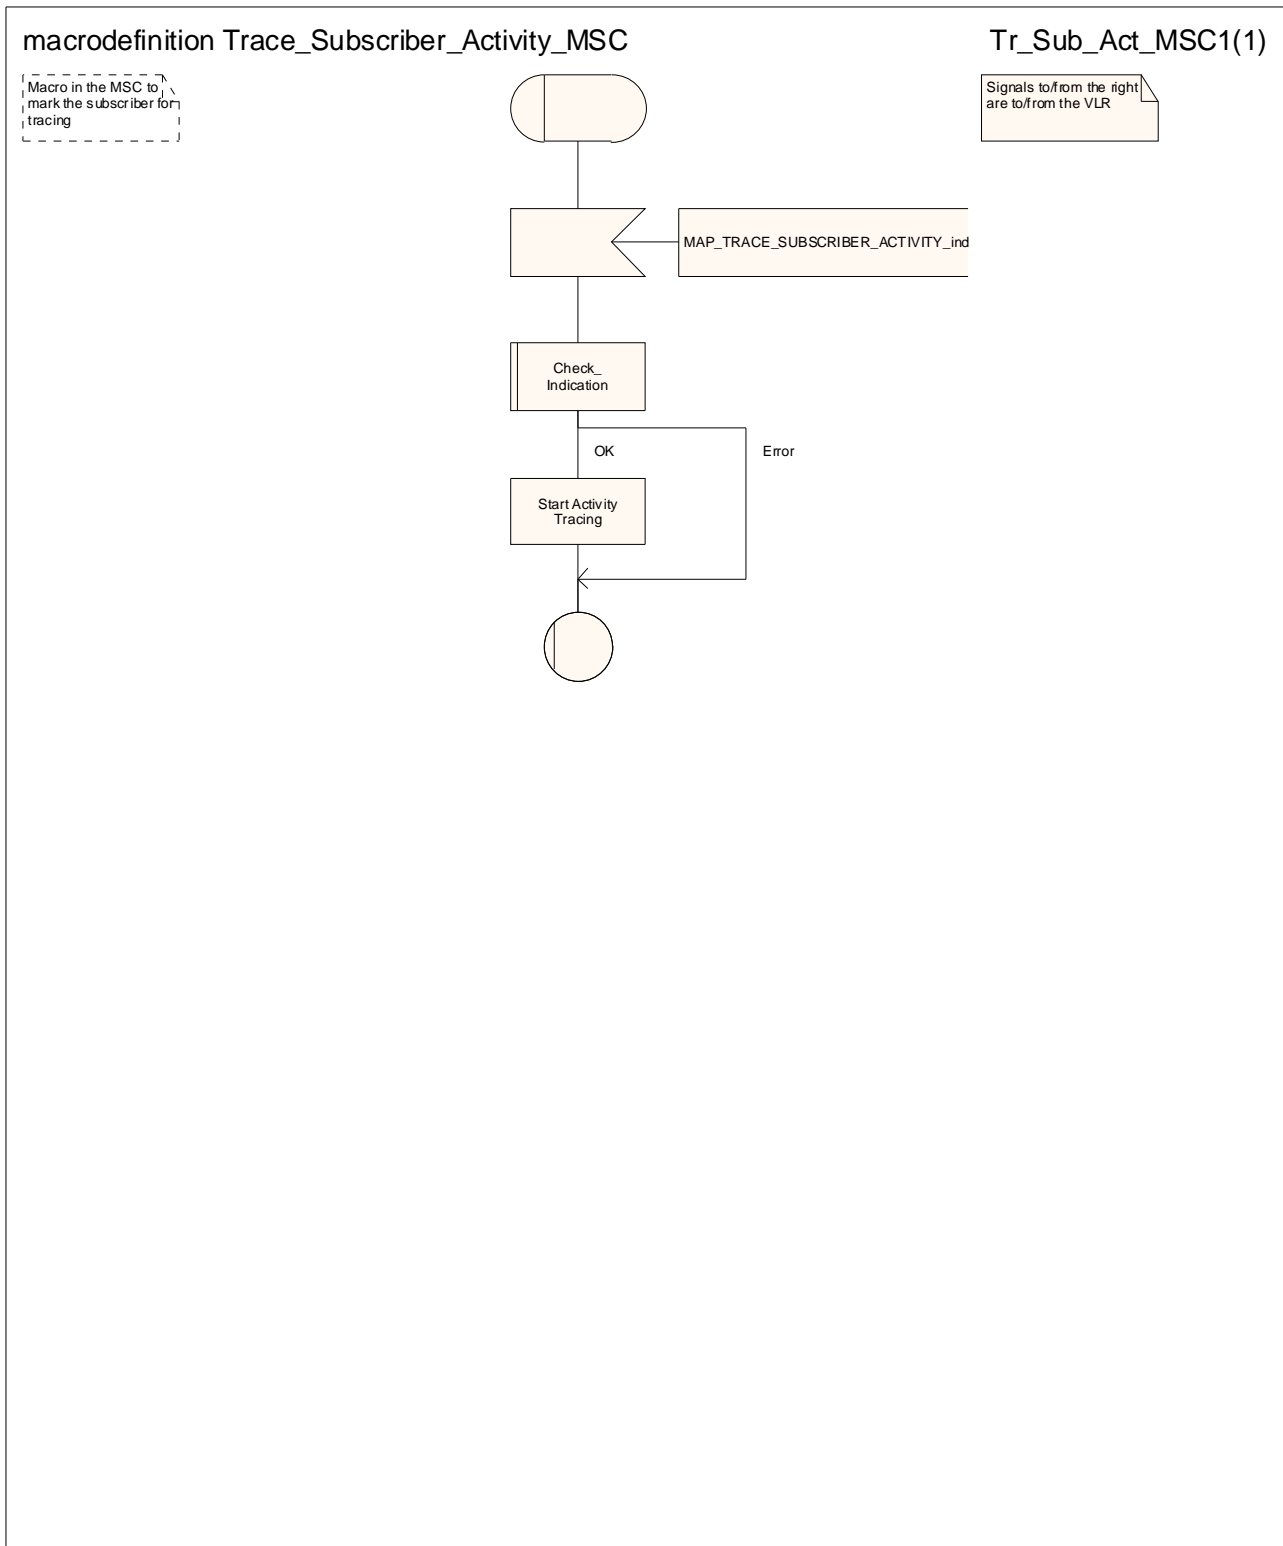 macrodefinition Trace_Subscriber_Activity_MSC
Tr_Sub_Act_MSC1(1)
Macro in the MSC to
mark the subscriber for
tracing
Signals to/from the right
are to/from the VLR
MAP_TRACE_SUBSCRIBER_ACTIVITY_ind
Check_
Indication
OK
Error
Start Activity
Tracing